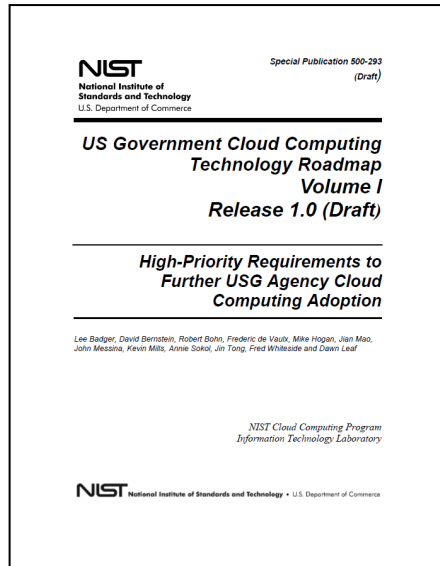 NIST
National Institute of
Standards and Technology
U.S. Department of Commerce
Special Publication 500-293
(Draft)
US Government Cloud Computing
Technology Roadmap
Volume I
Release 1.0 (Draft)
High-Priority Requirements to
Further USG Agency Cloud
Computing Adoption
Lee Badger, David Bernstein, Robert Bohn, Frederic de Vaulx, Mike Hogan, Jian Mao,
John Messina, Kevin Mills, Annie Sokol, Jin Tong, Fred Whiteside and Dawn Leaf
NIST Cloud Computing Program
Information Technology Laboratory
NIST National Institute of Standards and Technology • U.S. Department of Commerce